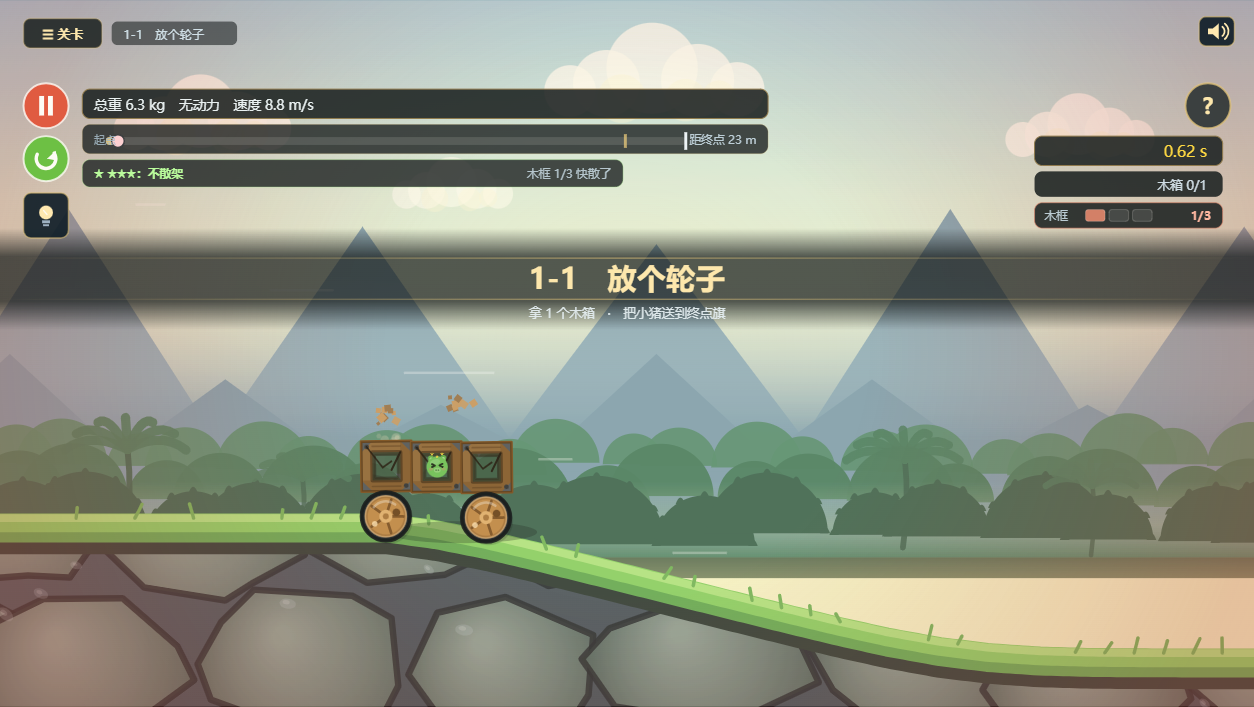 关卡
1-1 放个轮子
总重 6.3 kg 无动力 速度 8.8 m/s
距终点 23 m
★ ★★★: 不散架
木框 1/3 快散了
?
0.62 s
木箱 0/1
木框 1/3
1-1 放个轮子
拿 1 个木箱 · 把小猪送到终点旗